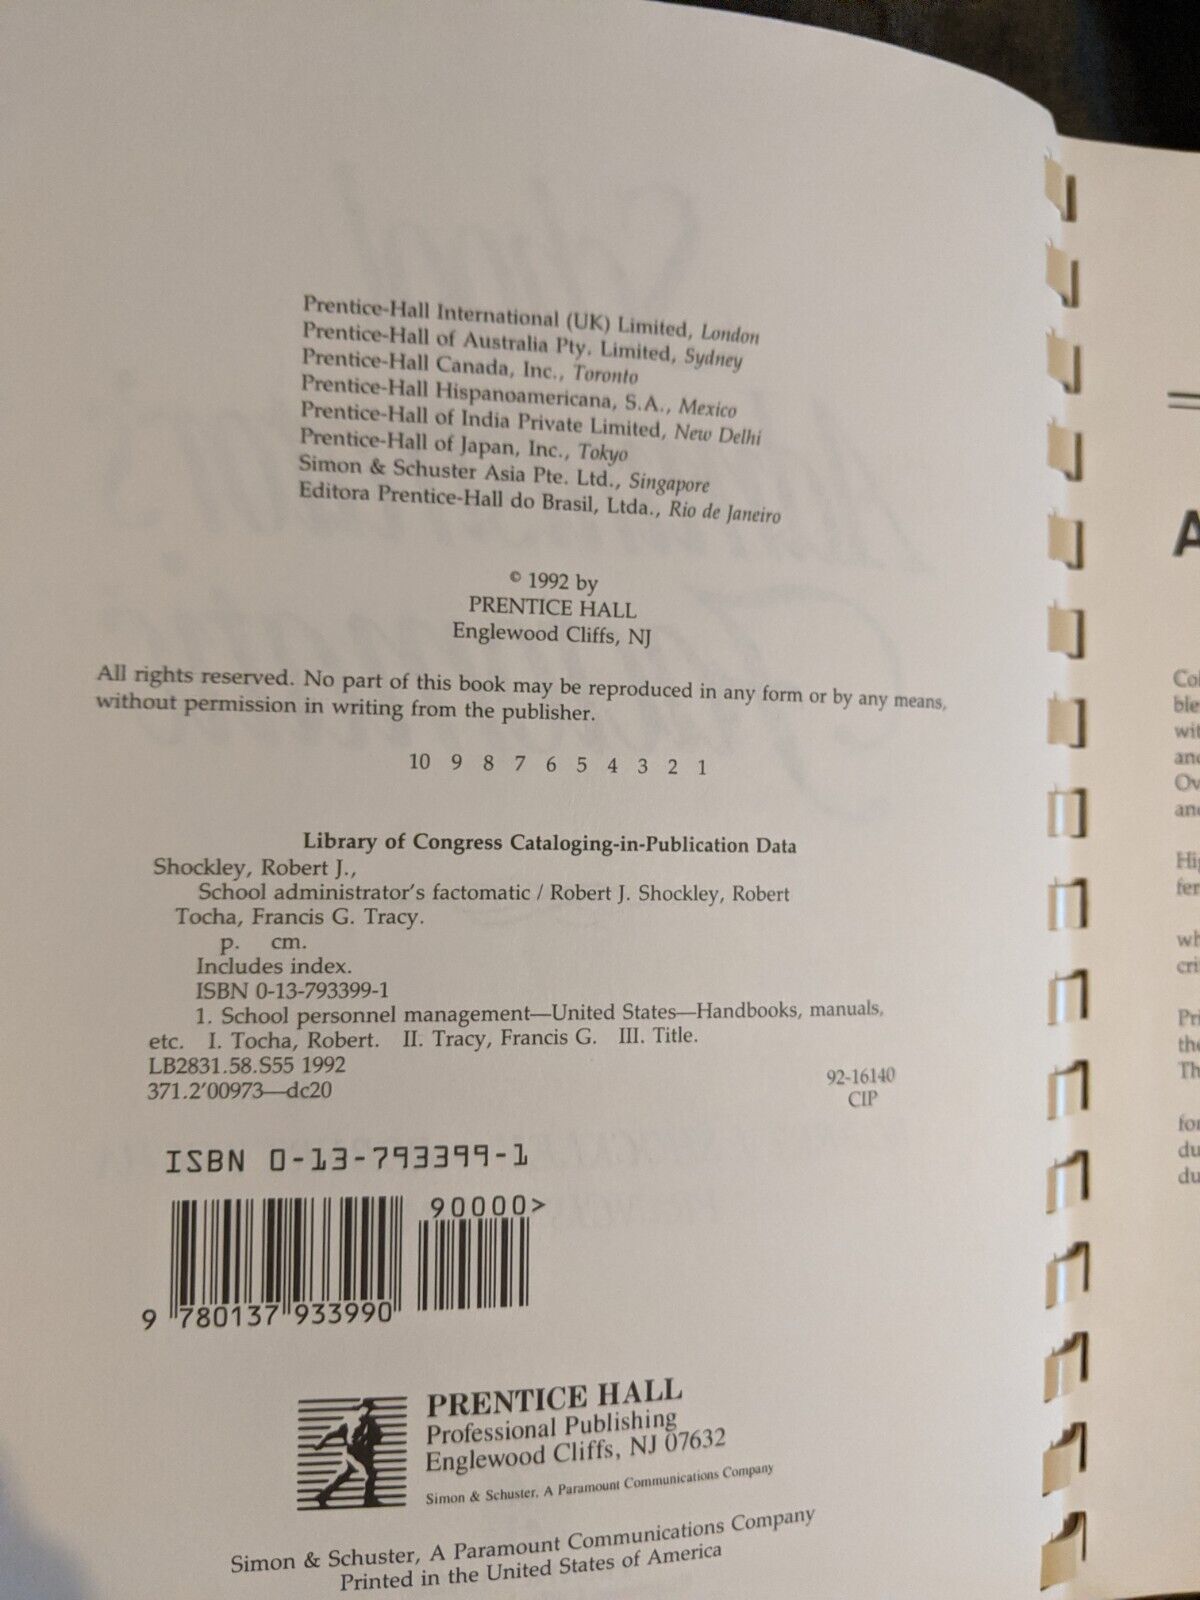 Prentice-Hall International (UK) Limited, London
Prentice-Hall of Australia Pty. Limited, Sydney
Prentice-Hall Canada, Inc., Toronto
Prentice-Hall Hispanoamericana, S.A., Mexico
Prentice-Hall of India Private Limited, New Delhi
Prentice-Hall of Japan, Inc., Tokyo
Simon & Schuster Asia Pte. Ltd., Singapore
Editora Prentice-Hall do Brasil, Ltda., Rio de Janeiro
© 1992 by
PRENTICE HALL
Englewood Cliffs, NJ
All rights reserved. No part of this book may be reproduced in any form or by any means,
without permission in writing from the publisher.
10 9 8 7 6 5 4 3 2 1
Library of Congress Cataloging-in-Publication Data
Shockley, Robert J.,
School administrator's factomatic / Robert J. Shockley, Robert
Tocha, Francis G. Tracy.
p. cm.
Includes index.
ISBN 0-13-793399-1
1. School personnel management—United States—Handbooks, manuals,
etc. I. Tocha, Robert. II. Tracy, Francis G. III. Title.
LB2831.58.S55 1992
371.2'00973—dc20
92-16140
CIP
ISBN 0-13-793399-1
90000>
9 780137 933990
PRENTICE HALL
Professional Publishing
Englewood Cliffs, NJ 07632
Simon & Schuster, A Paramount Communications Company
Simon & Schuster, A Paramount Communications Company
Printed in the United States of America